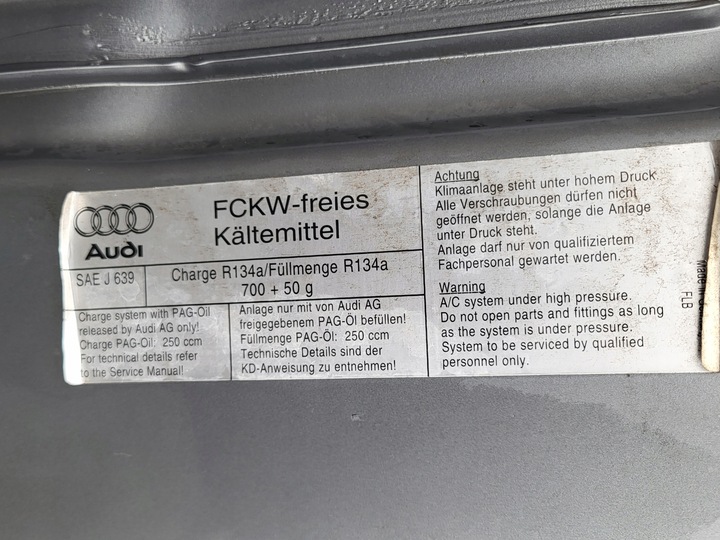 Audi
FCKW-freies
Kältemittel
SAE J 639
Charge R134a/Füllmenge R134a
700 + 50 g
Charge system with PAG-Oil
released by Audi AG only!
Charge PAG-Oil: 250 ccm
For technical details refer
to the Service Manual!
Anlage nur mit von Audi AG
freigegebenem PAG-Öl befüllen!
Füllmenge PAG-Öl: 250 ccm
Technische Details sind der
KD-Anweisung zu entnehmen!
Achtung
Klimaanlage steht unter hohem Druck.
Alle Verschraubungen dürfen nicht
geöffnet werden, solange die Anlage
unter Druck steht.
Anlage darf nur von qualifiziertem
Fachpersonal gewartet werden.
Warning
A/C system under high pressure.
Do not open parts and fittings as long
as the system is under pressure.
System to be serviced by qualified
personnel only.
Made in
FLB